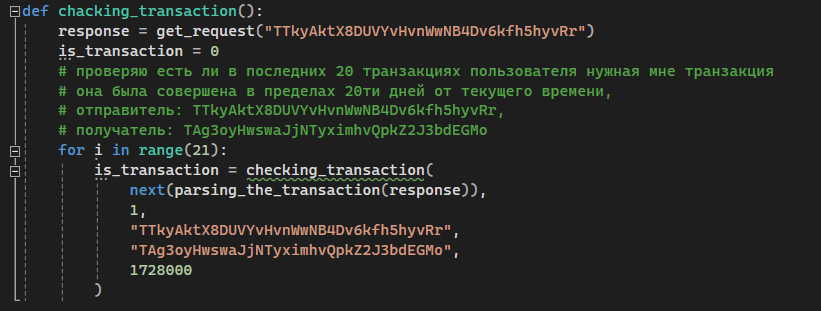 def chacking_transaction():
response = get_request("TTkyAktX8DUVYvHvnWwNB4Dv6kfh5hyvRr")
is_transaction = 0
# проверяю есть ли в последних 20 транзакциях пользователя нужная мне транзакция
# она была совершена в пределах 20ти дней от текущего времени,
# отправитель: TTkyAktX8DUVYvHvnWwNB4Dv6kfh5hyvRr,
# получатель: TAg3oyHwswaJjNTyximhvQpkZ2J3bdEGMo
for i in range(21):
is_transaction = checking_transaction(
next(parsing_the_transaction(response)),
1,
"TTkyAktX8DUVYvHvnWwNB4Dv6kfh5hyvRr",
"TAg3oyHwswaJjNTyximhvQpkZ2J3bdEGMo",
1728000
)